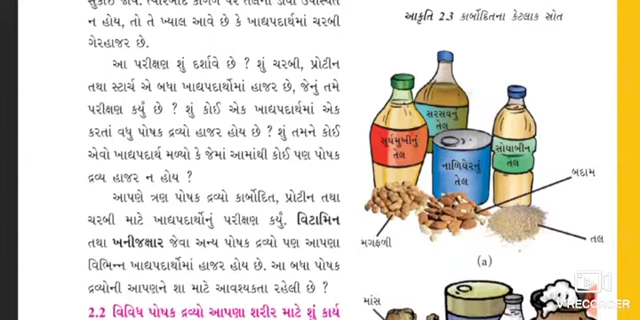 ન હોય, તો તે ખ્યાલ આવે છે કે ખાદ્યપદાર્થમાં ચરબી
ગેરહાજર છે.
આ પરીક્ષણ શું દર્શાવે છે ? શું ચરબી, પ્રોટીન
તથા સ્ટાર્ચ એ બધા ખાદ્યપદાર્થોમાં હાજર છે, જેનું તમે
પરીક્ષણ કર્યું છે ? શું કોઈ એક ખાદ્યપદાર્થમાં એક
કરતાં વધુ પોષક દ્રવ્યો હાજર હોય છે ? શું તમને કોઈ
એવો ખાદ્યપદાર્થ મળ્યો કે જેમાં આમાંથી કોઈ પણ પોષક
દ્રવ્ય હાજર ન હોય ?
આપણે ત્રણ પોષક દ્રવ્યો કાર્બોદિત, પ્રોટીન તથા
ચરબી માટે ખાદ્યપદાર્થોનું પરીક્ષણ કર્યું. વિટામિન
તથા ખનીજક્ષાર જેવા અન્ય પોષક દ્રવ્યો પણ આપણા
વિભિન્ન ખાદ્યપદાર્થોમાં હાજર હોય છે. આ બધા પોષક
દ્રવ્યોની આપણને શા માટે આવશ્યકતા રહેલી છે ?
2.2 વિવિધ પોષક દ્રવ્યો આપણા શરીર માટે શું કાર્ય
આકૃતિ 2.3 કાર્બોદિતના કેટલાક સ્રોત
સરસવનું
તેલ
સુર્યમુખીનું
તેલ
નાળિયેરનું
તેલ
સોયાબીન
તેલ
બદામ
મગફળી
તલ
(a)
માંસ
V RECORDER